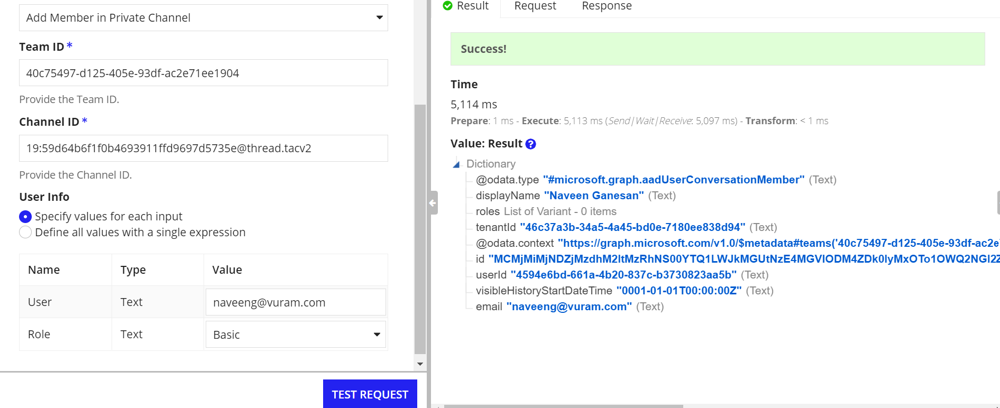 Add Member in Private Channel
Team ID *
40c75497-d125-405e-93df-ac2e71ee1904
Provide the Team ID.
Channel ID *
19:59d64b6f1f0b4693911ffd9697d5735e@thread.tacv2
Provide the Channel ID.
User Info
Specify values for each input
Define all values with a single expression
Name Type Value
User Text naveeng@vuram.com
Role Text Basic
TEST REQUEST
Result Request Response
Success!
Time
5,114 ms
Prepare: 1 ms - Execute: 5,113 ms (Send|Wait|Receive: 5,097 ms) - Transform: < 1 ms
Value: Result ?
Dictionary
@odata.type "#microsoft.graph.aadUserConversationMember" (Text)
displayName "Naveen Ganesan" (Text)
roles List of Variant - 0 items
tenantId "46c37a3b-34a5-4a45-bd0e-7180ee838d94" (Text)
@odata.context "https://graph.microsoft.com/v1.0/$metadata#teams('40c75497-d125-405e-93df-ac2e
id "MCMjMiMjNDZjMzdhM2ItMzRhNS00YTQ1LWJkMGUtNzE4MGVlODM4ZDk0IyMxOTo1OWQ2NGI2Z
userId "4594e6bd-661a-4b20-837c-b3730823aa5b" (Text)
visibleHistoryStartDateTime "0001-01-01T00:00:00Z" (Text)
email "naveeng@vuram.com" (Text)